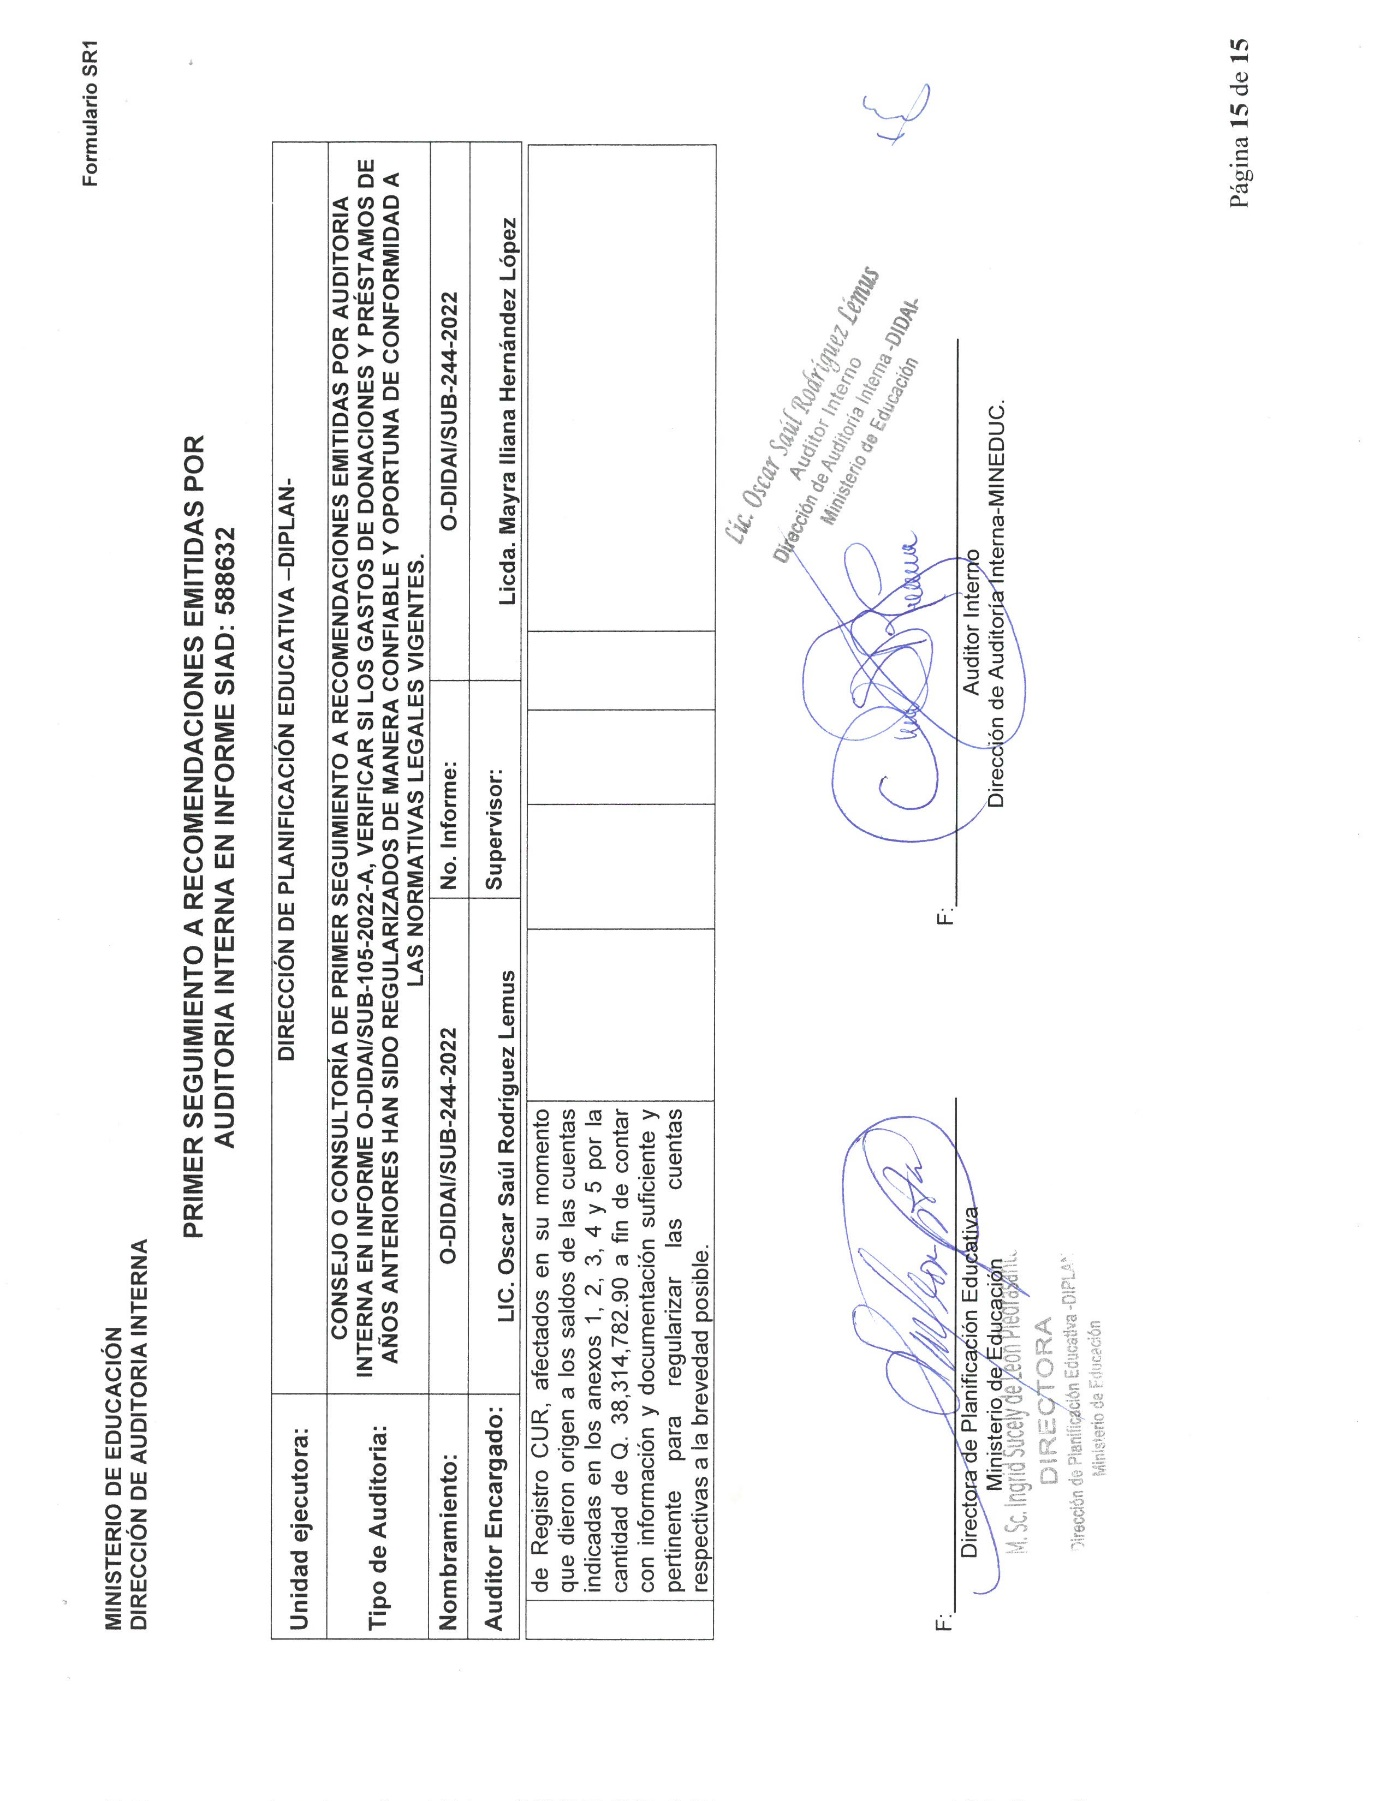 Formulario SR1
MINISTERIO DE EDUCACIÓN
DIRECCIÓN DE AUDITORIA INTERNA
PRIMER SEGUIMIENTO A RECOMENDACIONES EMITIDAS POR
AUDITORIA INTERNA EN INFORME SIAD: 588632
Unidad ejecutora:
DIRECCIÓN DE PLANIFICACIÓN EDUCATIVA –DIPLAN-
Tipo de Auditoria:
CONSEJO O CONSULTORÍA DE PRIMER SEGUIMIENTO A RECOMENDACIONES EMITIDAS POR AUDITORIA
INTERNA EN INFORME O-DIDAI/SUB-105-2022-A, VERIFICAR SI LOS GASTOS DE DONACIONES Y PRÉSTAMOS DE
AÑOS ANTERIORES HAN SIDO REGULARIZADOS DE MANERA CONFIABLE Y OPORTUNA DE CONFORMIDAD A
LAS NORMATIVAS LEGALES VIGENTES.
Nombramiento:
O-DIDAI/SUB-244-2022
No. Informe:
O-DIDAI/SUB-244-2022
Auditor Encargado:
LIC. Oscar Saúl Rodríguez Lemus
Supervisor:
Licda. Mayra Iliana Hernández López
de Registro CUR, afectados en su momento
que dieron origen a los saldos de las cuentas
indicadas en los anexos 1, 2, 3, 4 y 5 por la
cantidad de Q. 38,314,782.90 a fin de contar
con información y documentación suficiente y
pertinente para regularizar las cuentas
respectivas a la brevedad posible.
F:
Directora de Planificación Educativa
Ministerio de Educación
M. Sc. Ingrid Sucely de León
DIRECTORA
Dirección de Planificación Educativa -DIPLAN
Ministerio de Educación
Lic. Oscar Saúl Rodríguez Lémus
Auditor Interno
Dirección de Auditoría Interna -DIDAI-
Ministerio de Educación
F:
Auditor Interno
Dirección de Auditoría Interna-MINEDUC.
Página 15 de 15